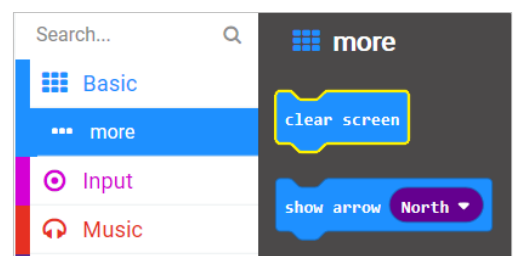 Search...
Basic
more
Input
Music
more
clear screen
show arrow North